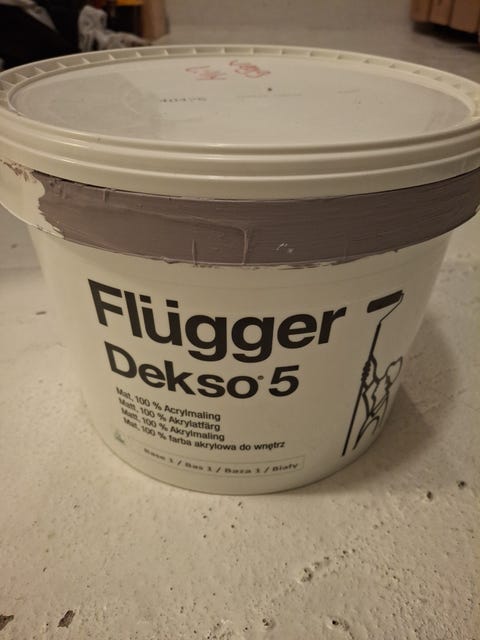 Flügger
Dekso® 5
Mat. 100 % Acrylmaling
Matt. 100 % Akrylatfärg
Matt. 100 % Akrylmaling
Mat. 100 % farba akrylowa do wnętrz
Base 1 / Bas 1 / Baza 1 / Biały